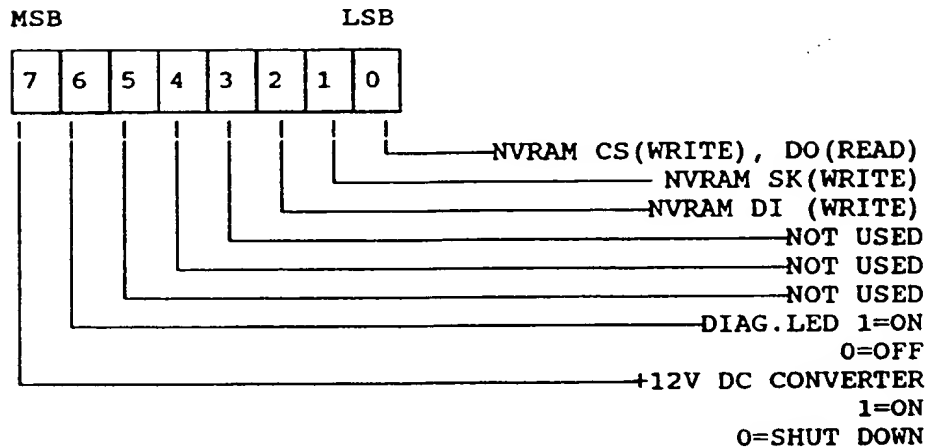 MSB LSB
7 6 5 4 3 2 1 0
NVRAM CS(WRITE), DO(READ)
NVRAM SK(WRITE)
NVRAM DI (WRITE)
NOT USED
NOT USED
NOT USED
DIAG.LED 1=ON
0=OFF
+12V DC CONVERTER
1=ON
0=SHUT DOWN